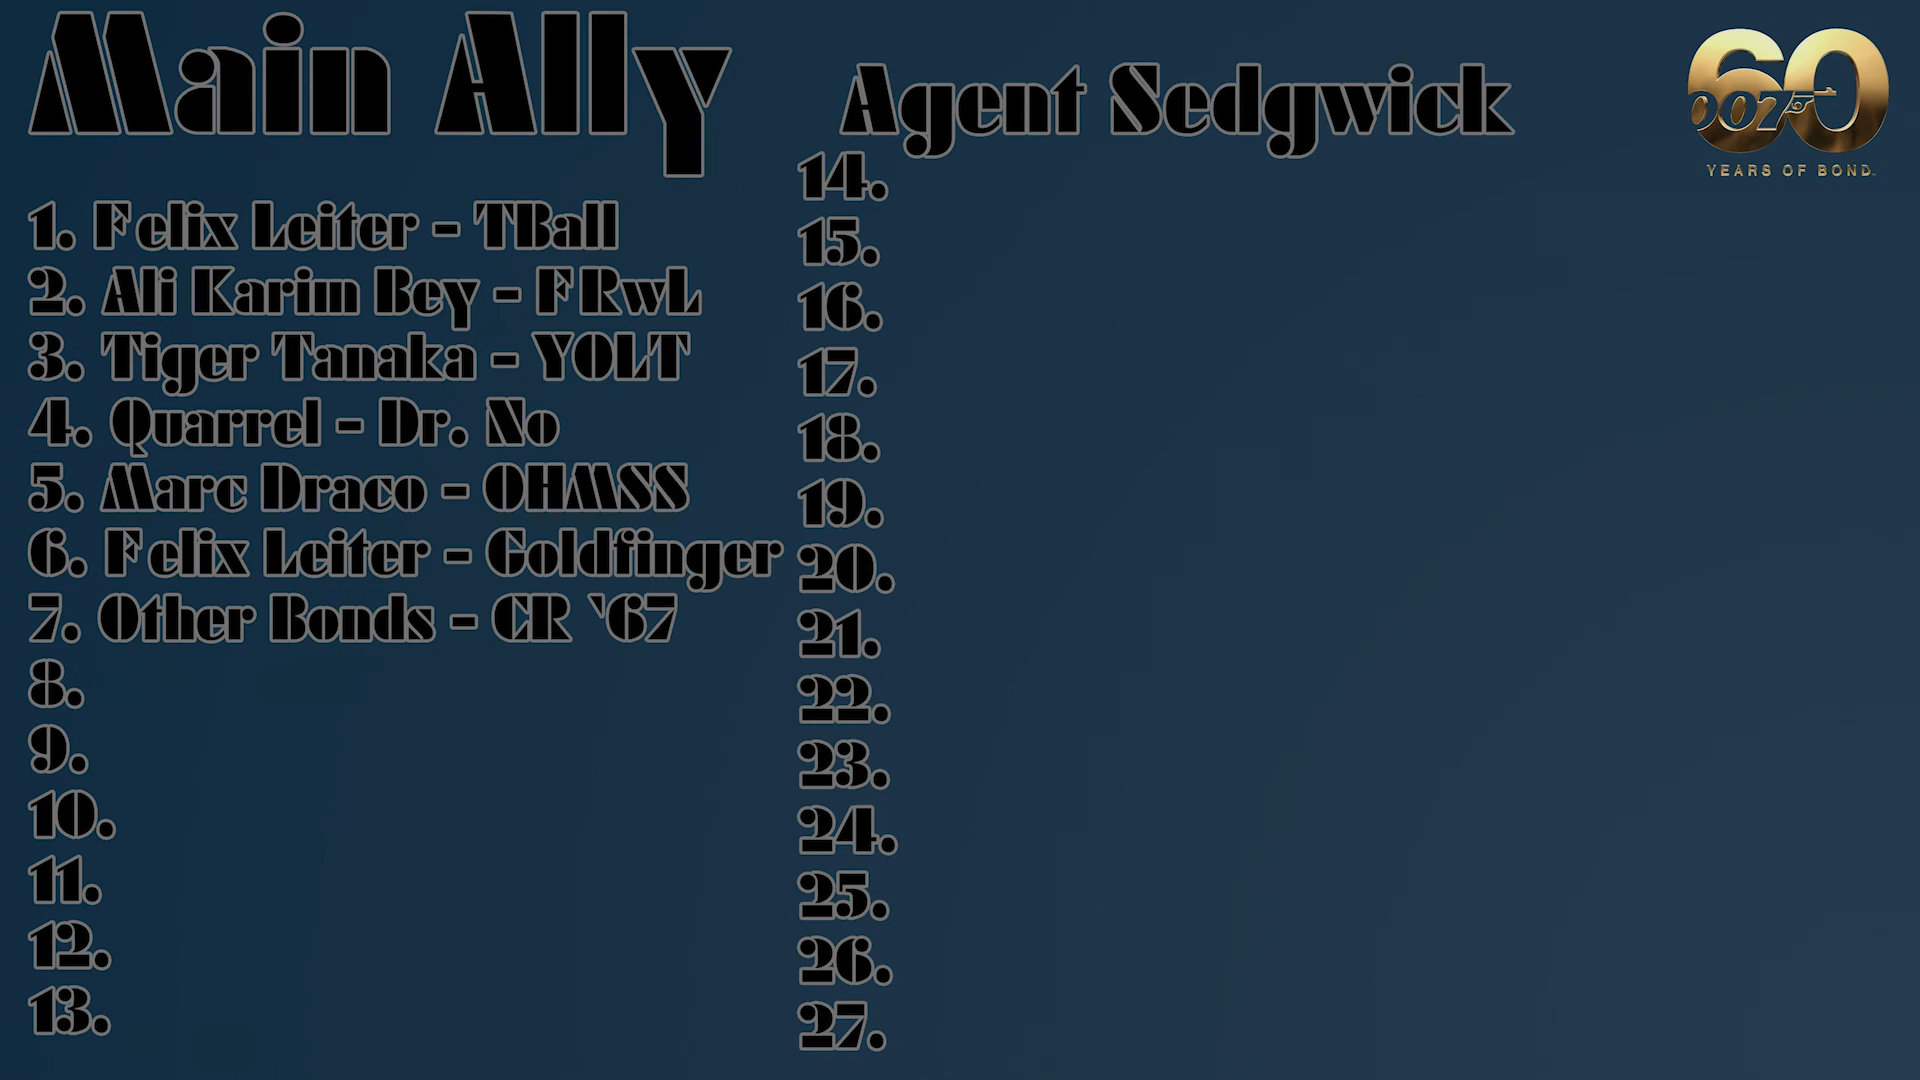 Main Ally
Agent Sedgwick
60
007
YEARS OF BOND
1. Felix Leiter - TBall
2. Ali Karim Bey - FRwL
3. Tiger Tanaka - YOLT
4. Quarrel - Dr. No
5. Marc Draco - OHMSS
6. Felix Leiter - Goldfinger
7. Other Bonds - CR `67
8.
9.
10.
11.
12.
13.
14.
15.
16.
17.
18.
19.
20.
21.
22.
23.
24.
25.
26.
27.